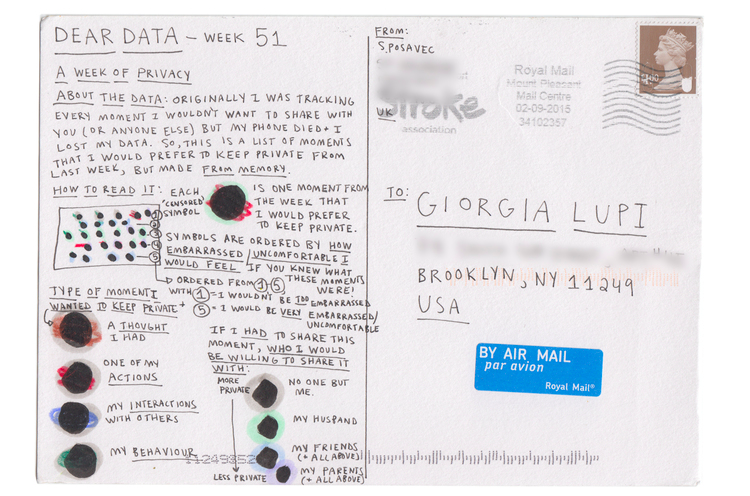 DEAR DATA – WEEK 51
A WEEK OF PRIVACY
ABOUT THE DATA: ORIGINALLY I WAS TRACKING
EVERY MOMENT I WOULDN'T WANT TO SHARE WITH
YOU (OR ANYONE ELSE) BUT MY PHONE DIED + I
LOST MY DATA. SO, THIS IS A LIST OF MOMENTS
THAT I WOULD PREFER TO KEEP PRIVATE FROM
LAST WEEK, BUT MADE FROM MEMORY.
HOW TO READ IT:
EACH
'CENSORED'
SYMBOL
IS ONE MOMENT FROM
THE WEEK THAT
I WOULD PREFER
TO KEEP PRIVATE.
1
2
3
4
5
SYMBOLS ARE ORDERED BY HOW
EMBARRASSED/UNCOMFORTABLE I
WOULD FEEL IF YOU KNEW WHAT
THESE MOMENTS
WERE!
ORDERED FROM 1-5,
WITH 1 = I WOULDN'T BE TOO EMBARRASSED
+ 5 = I WOULD BE VERY EMBARRASSED/
UNCOMFORTABLE
TYPE OF MOMENT I
WANTED TO KEEP PRIVATE
A THOUGHT
I HAD
ONE OF MY
ACTIONS
MY INTERACTIONS
WITH OTHERS
MY BEHAVIOUR
IF I HAD TO SHARE THIS
MOMENT, WHO I WOULD
BE WILLING TO SHARE IT
WITH:
MORE
PRIVATE
NO ONE BUT
ME.
MY HUSBAND
MY FRIENDS
(+ ALL ABOVE)
MY PARENTS
(+ ALL ABOVE)
LESS PRIVATE
FROM:
S.POSAVEC
UK
stroke
association
Royal Mail
Mount Pleasant
Mail Centre
02-09-2015
34102357
TO:
GIORGIA LUPI
BROOKLYN, NY 11249
USA
BY AIR MAIL
par avion
Royal Mail®